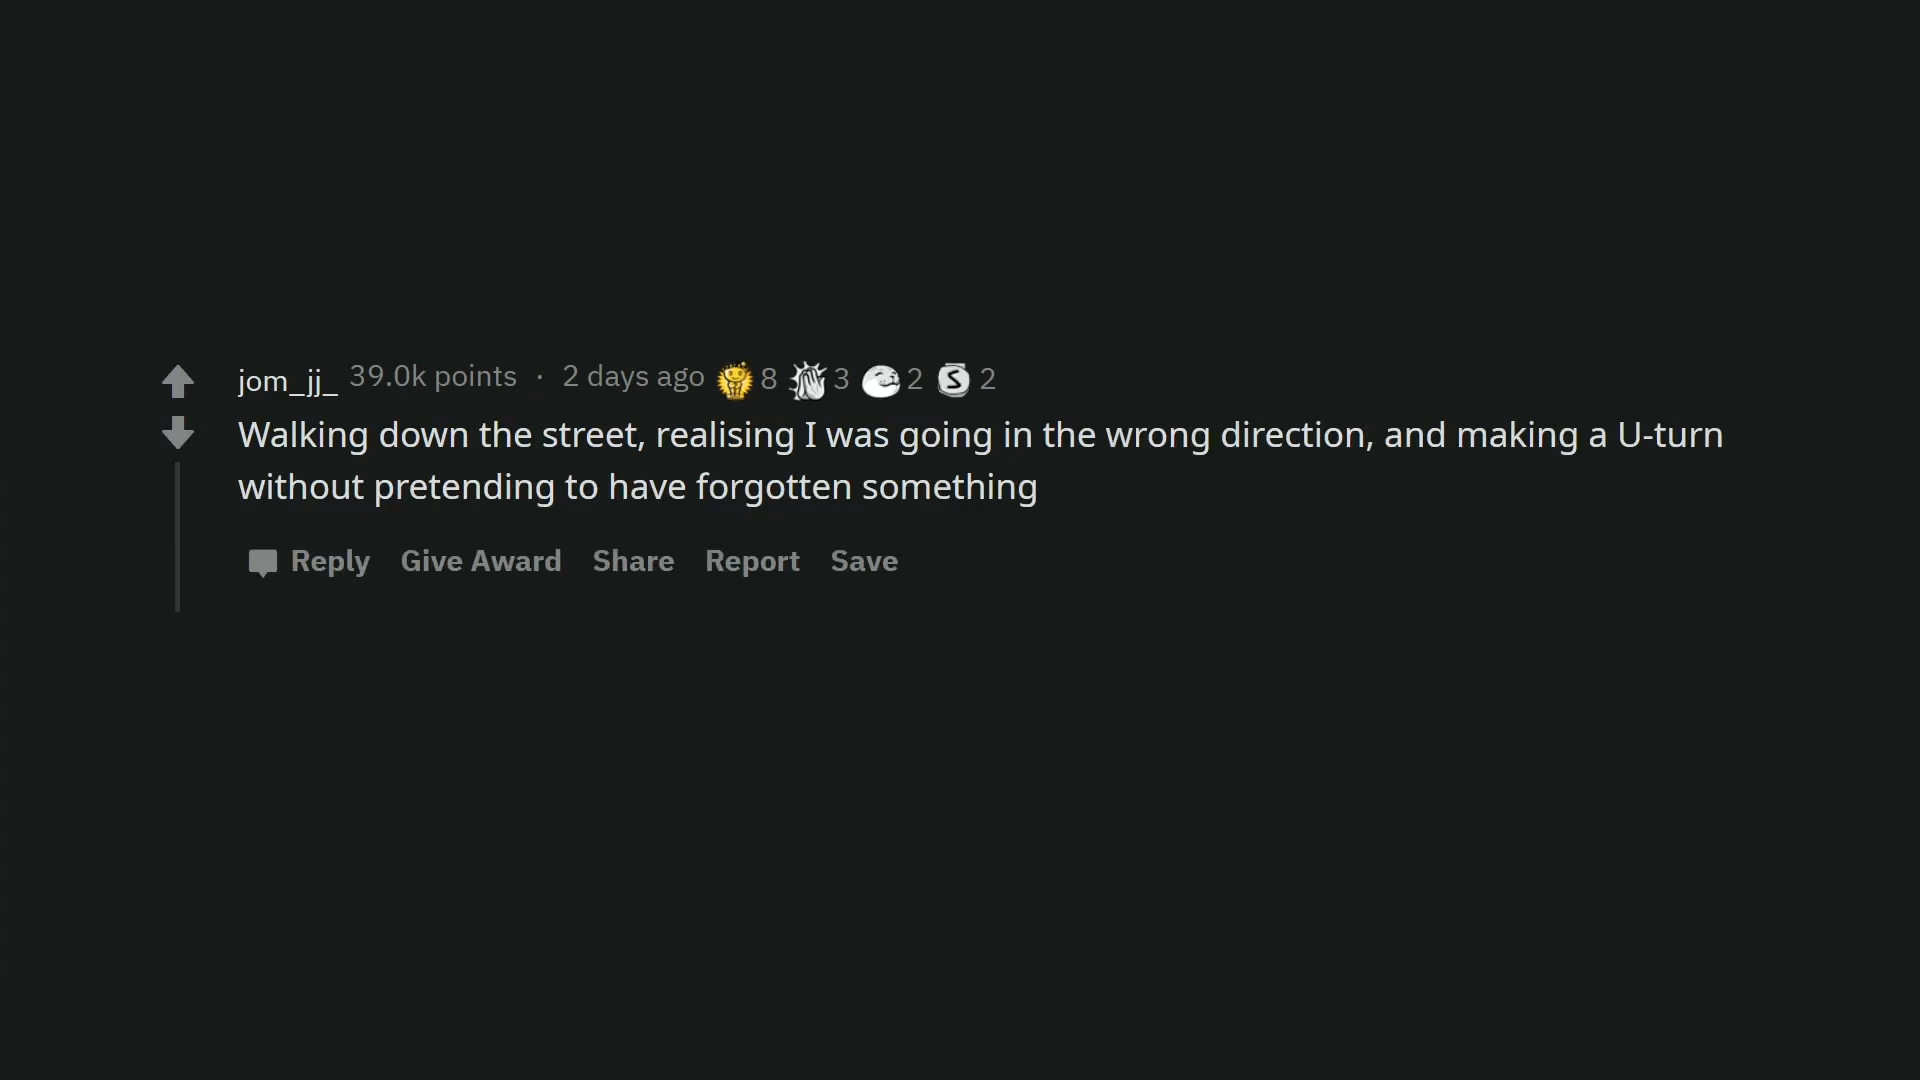 jom_jj_ 39.0k points · 2 days ago 8 3 2 S 2
Walking down the street, realising I was going in the wrong direction, and making a U-turn
without pretending to have forgotten something
Reply Give Award Share Report Save